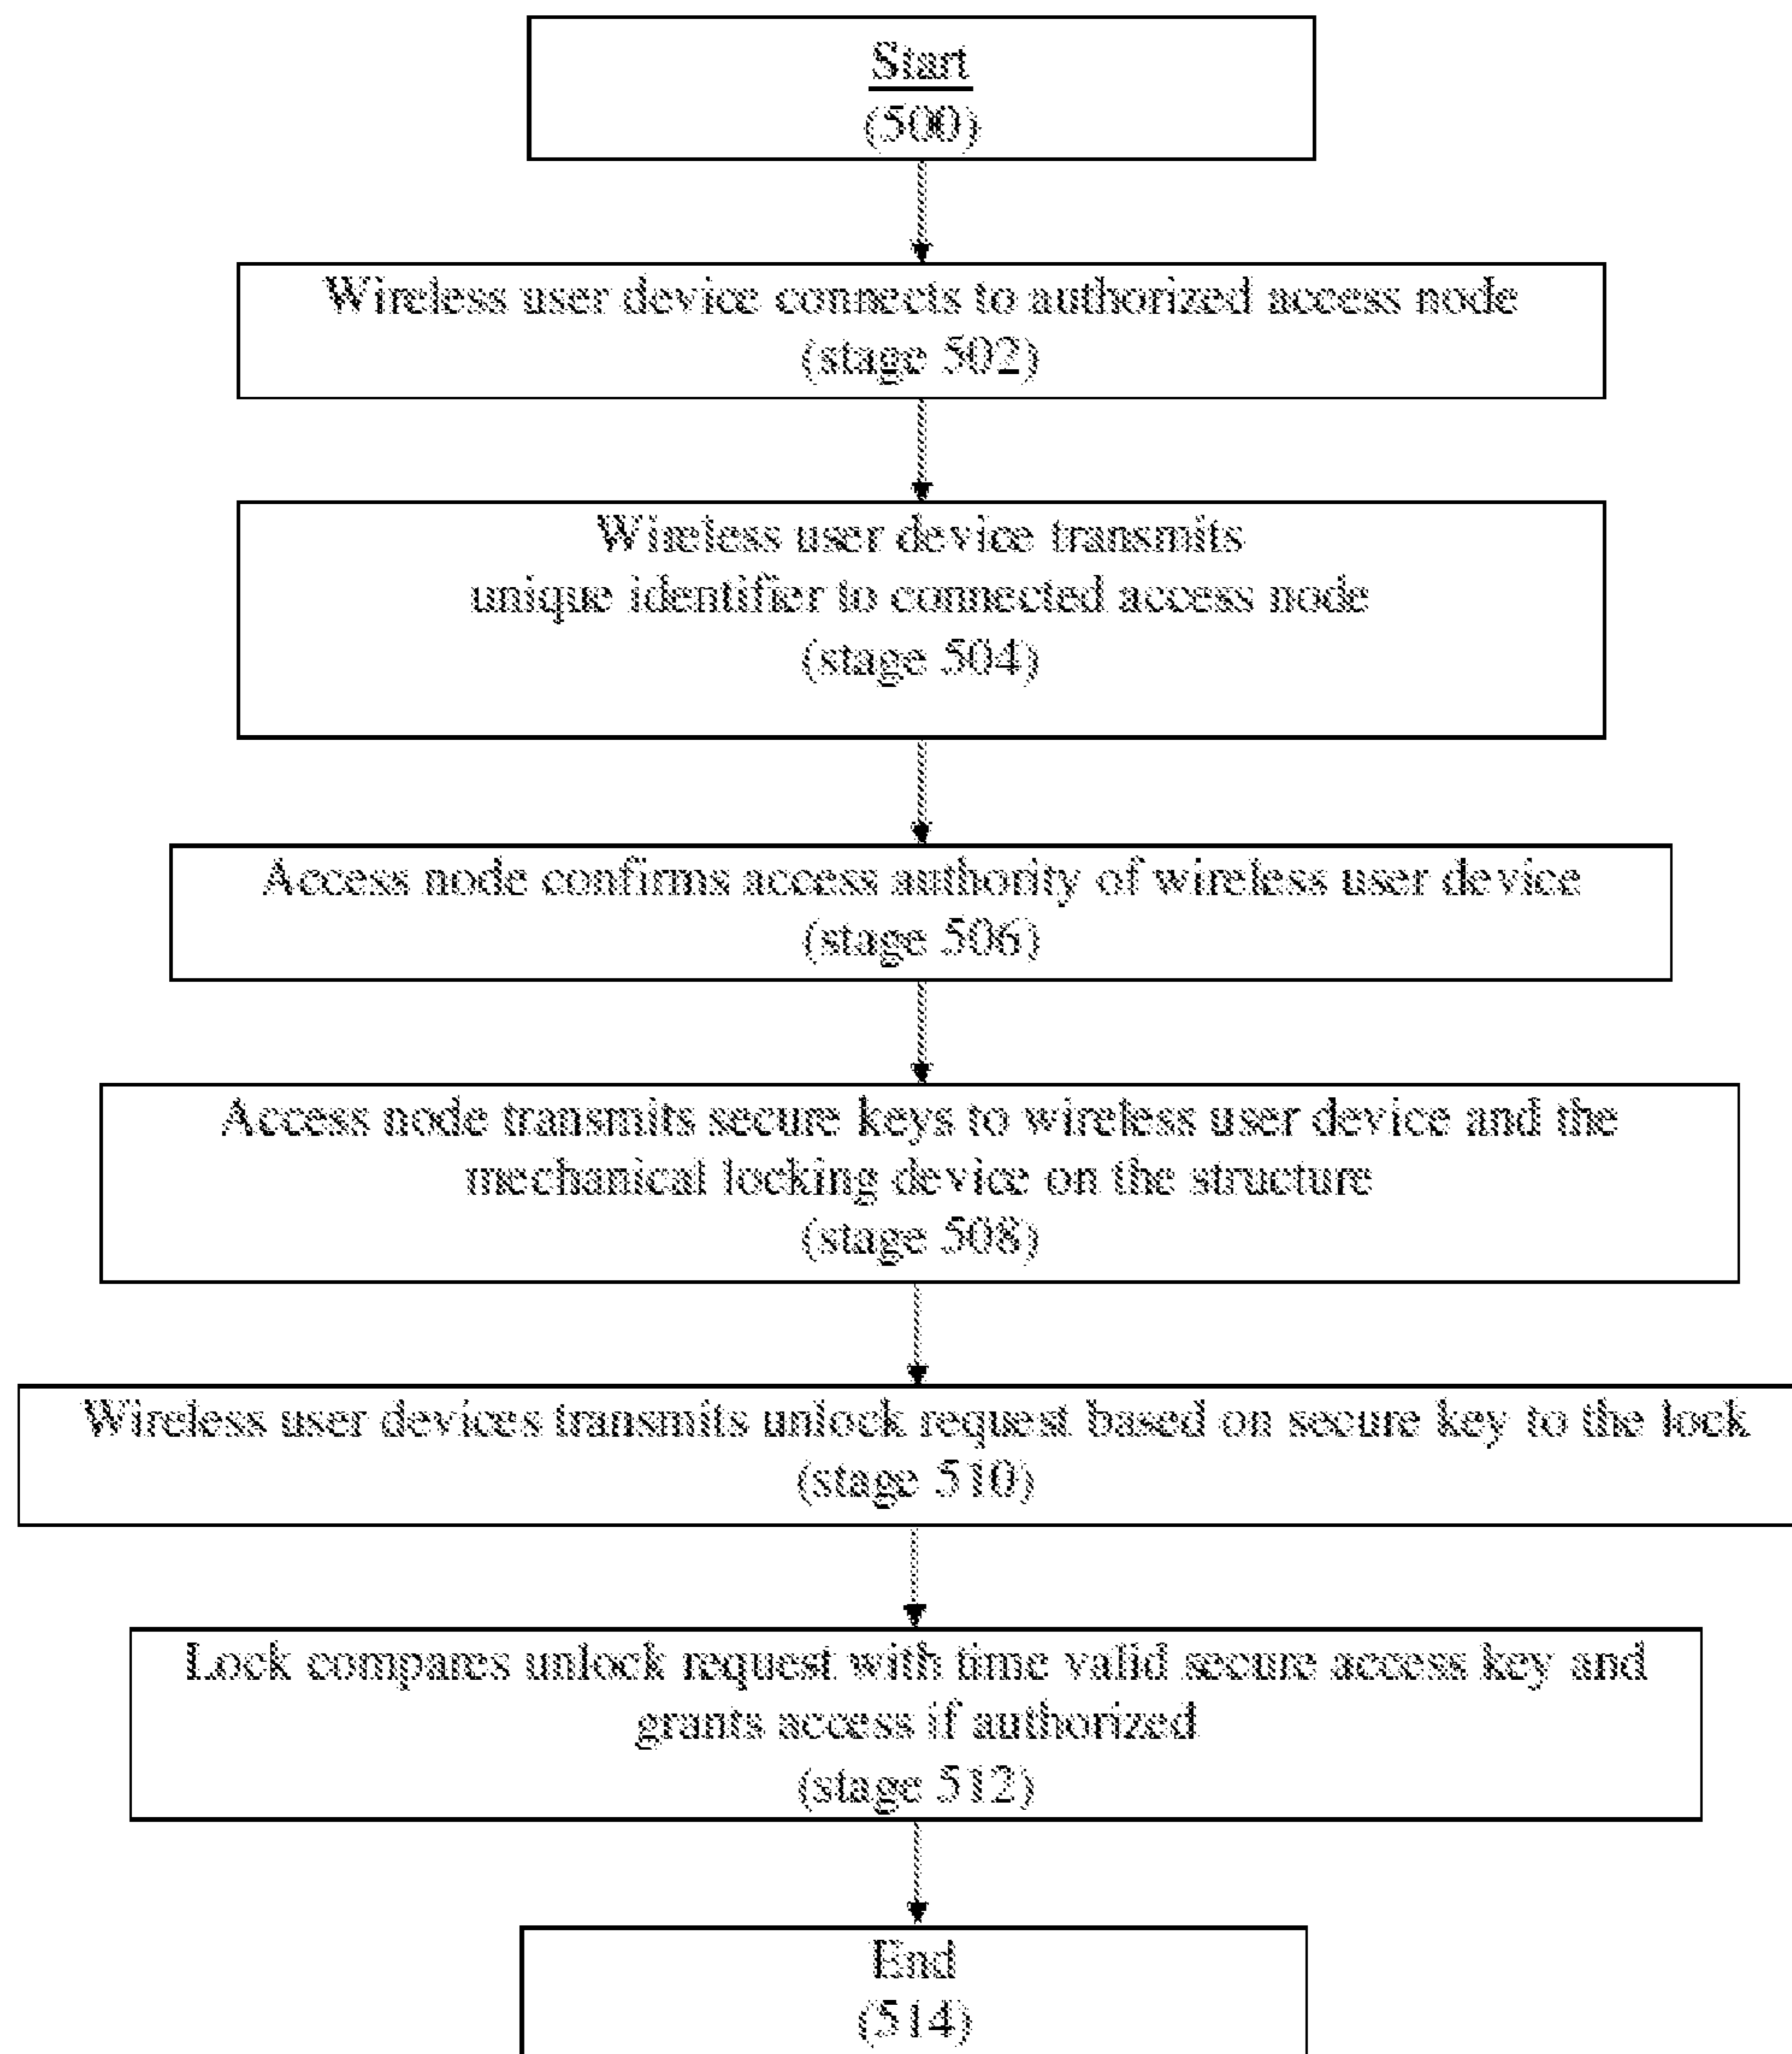 Start
(500)
Wireless user device connects to authorized access node
(stage 502)
Wireless user device transmits
unique identifier to connected access node
(stage 504)
Access node confirms access authority of wireless user device
(stage 506)
Access node transmits secure keys to wireless user device and the
mechanical locking device on the structure
(stage 508)
Wireless user devices transmits unlock request based on secure key to the lock
(stage 510)
Lock compares unlock request with time valid secure access key and
grants access if authorized
(stage 512)
End
(514)